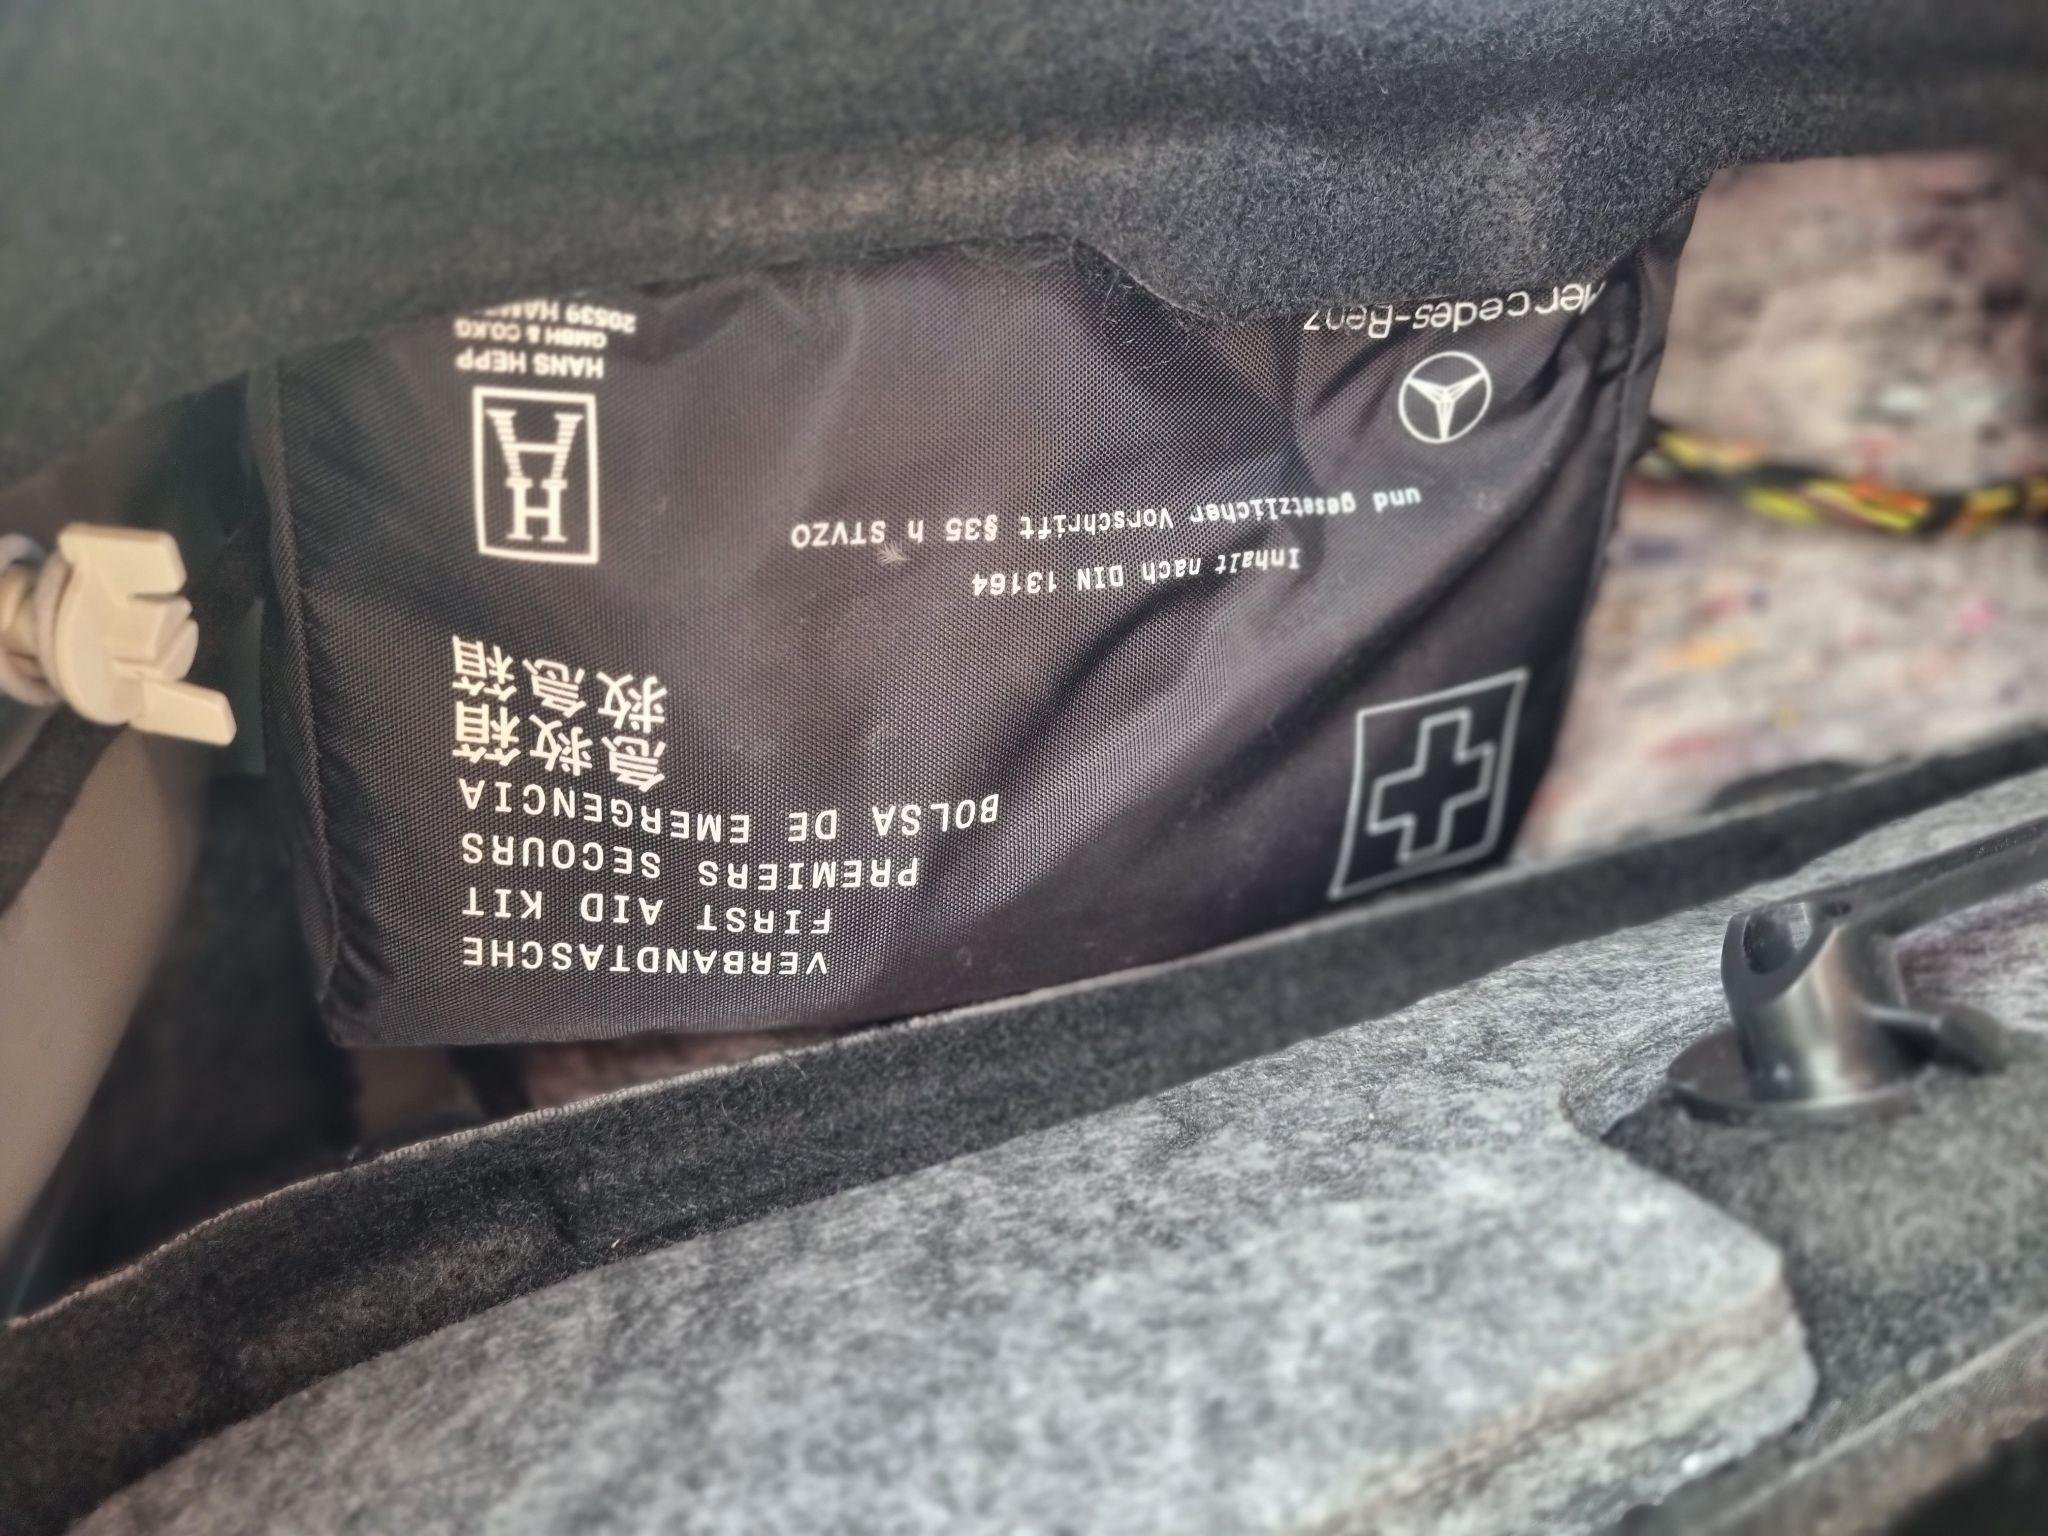 VERBANDTASCHE
FIRST AID KIT
PREMIERS SECOURS
BOLSA DE EMERGENCIA
急救箱
救急箱
Inhalt nach DIN 13164
und gesetzlicher Vorschrift §35 h STVZO
Mercedes-Benz
HH
HANS HEPP
GMBH & CO.KG
20539